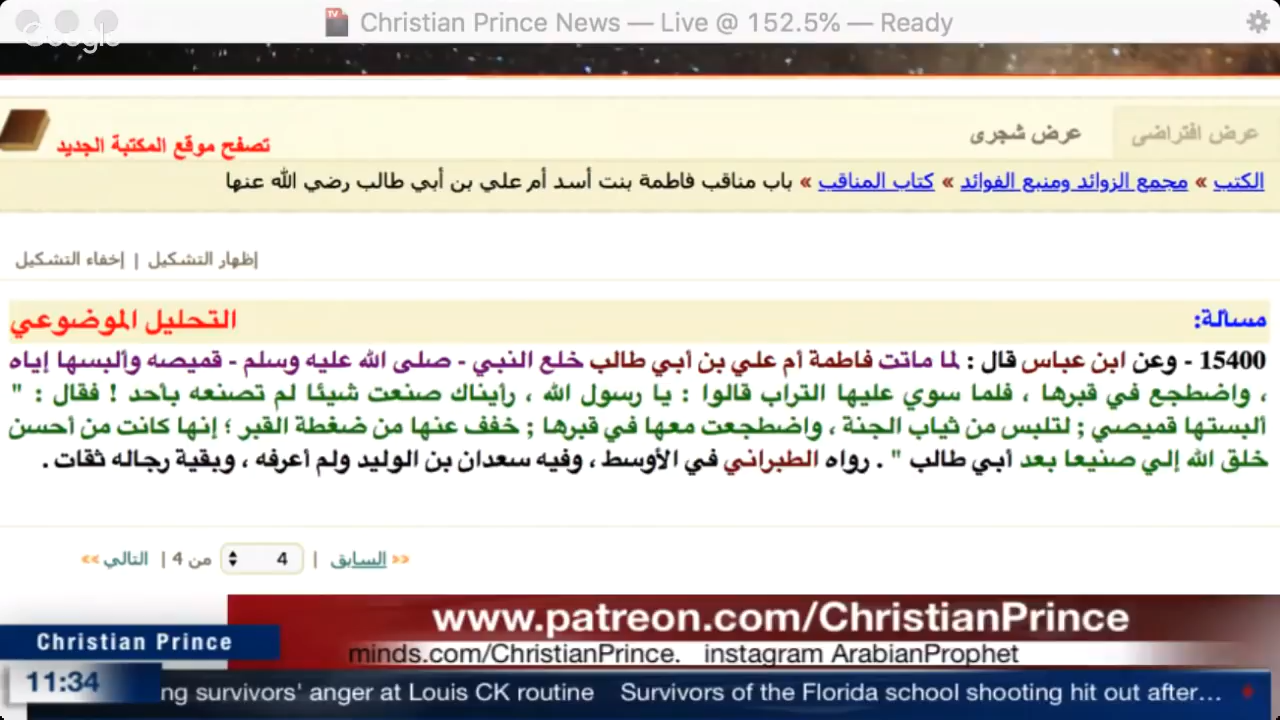 Christian Prince News — Live @ 152.5% — Ready
Google
عرض افتراضى عرض شجرى
تصفح موقع المكتبة الجديد
الكتب » مجمع الزوائد ومنبع الفوائد » كتاب المناقب » باب مناقب فاطمة بنت أسد أم علي بن أبي طالب رضي الله عنها
إظهار التشكيل | إخفاء التشكيل
مسألة: التحليل الموضوعي
15400 - وعن ابن عباس قال : لما ماتت فاطمة أم علي بن أبي طالب خلع النبي - صلى الله عليه وسلم - قميصه وألبسها إياه
، واضطجع في قبرها ، فلما سوي عليها التراب قالوا : يا رسول الله ، رأيناك صنعت شيئا لم تصنعه بأحد ! فقال : "
ألبستها قميصي ; لتلبس من ثياب الجنة ، واضطجعت معها في قبرها ; خفف عنها من ضغطة القبر ؛ إنها كانت من أحسن
خلق الله إلي صنيعا بعد أبي طالب " . رواه الطبراني في الأوسط ، وفيه سعدان بن الوليد ولم أعرفه ، وبقية رجاله ثقات .
<< السابق | 4 من 4 | التالي >>
www.patreon.com/ChristianPrince
Christian Prince
minds.com/ChristianPrince. instagram ArabianProphet
11:34
ng survivors' anger at Louis CK routine Survivors of the Florida school shooting hit out after...